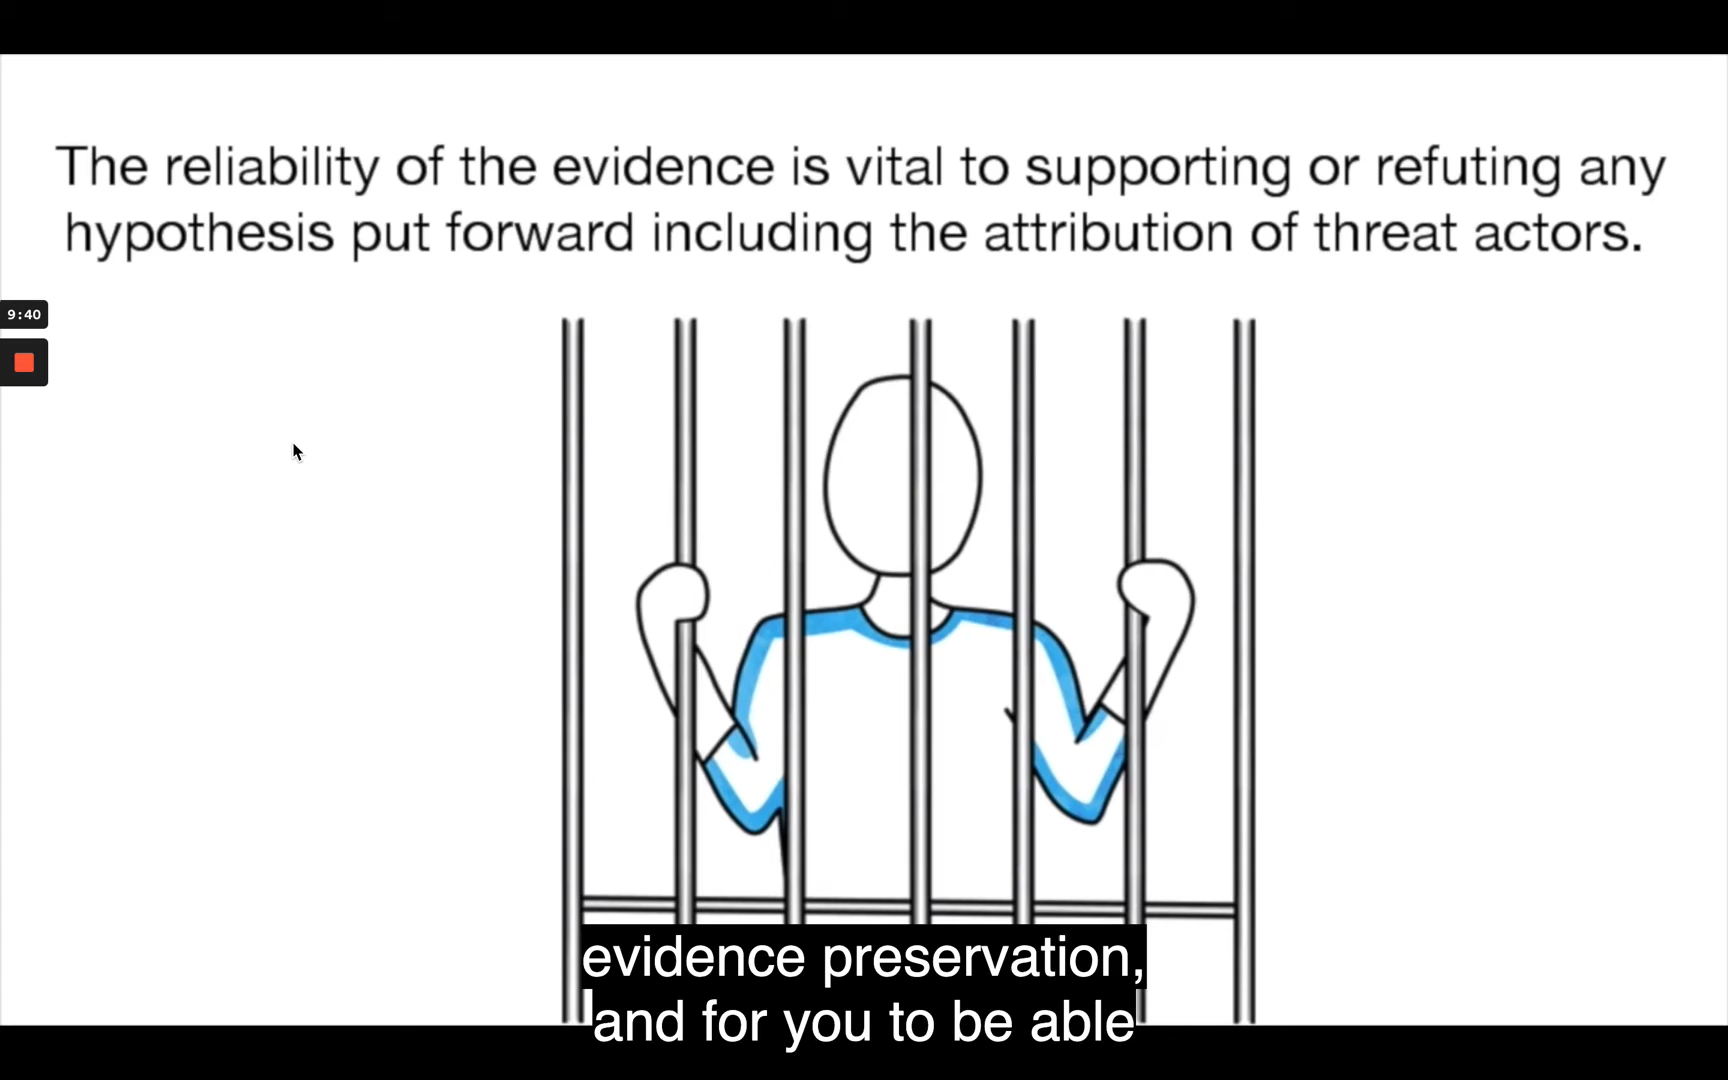 The reliability of the evidence is vital to supporting or refuting any
hypothesis put forward including the attribution of threat actors.
9:40
evidence preservation,
and for you to be able